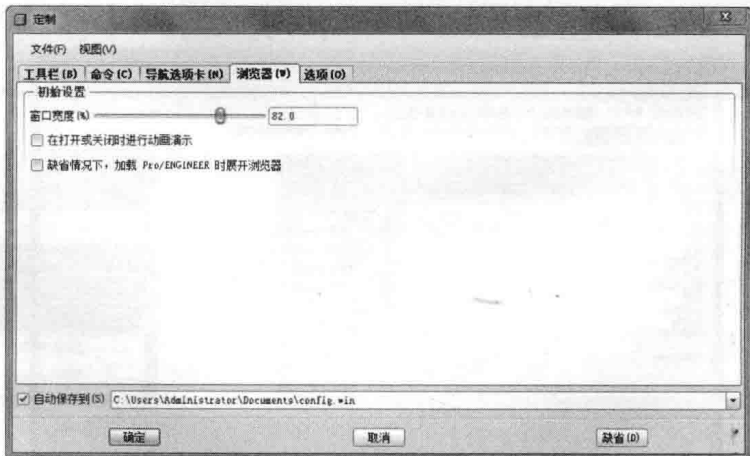 定制
文件(F) 视图(V)
工具栏(B) 命令(C) 导航选项卡(N) 浏览器(W) 选项(O)
初始设置
窗口宽度(%) 82.0
在打开或关闭时进行动画演示
缺省情况下，加载 Pro/ENGINEER 时展开浏览器
自动保存到(S) C:\Users\Administrator\Documents\config.win
确定 取消 缺省(D)